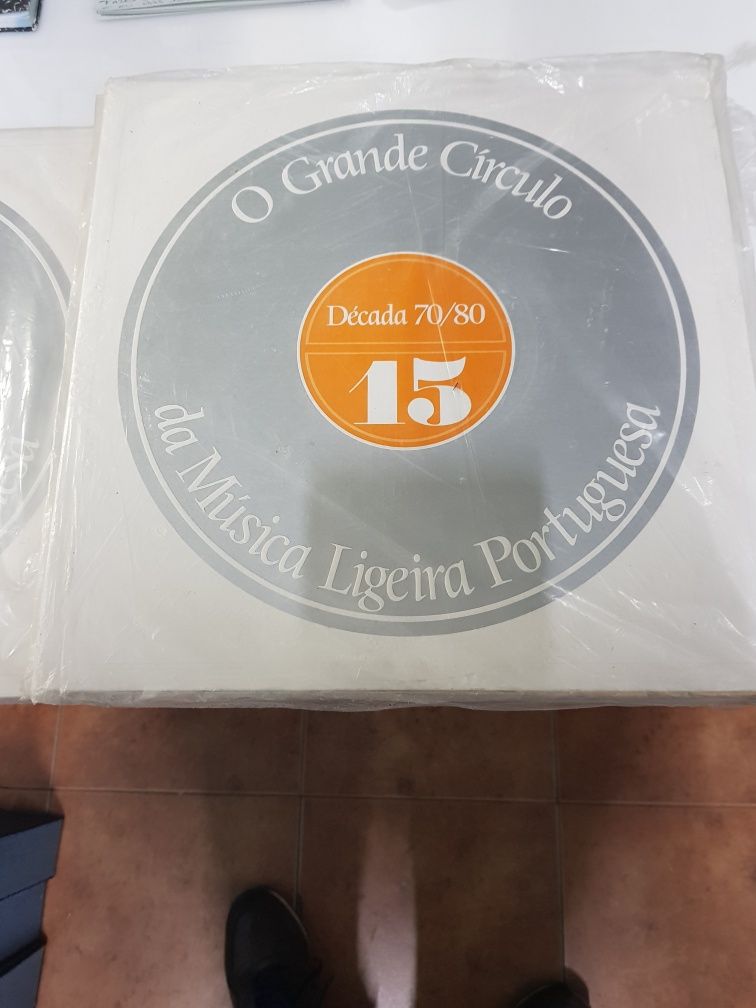 O Grande Círculo
Década 70/80
15
da Música Ligeira Portuguesa